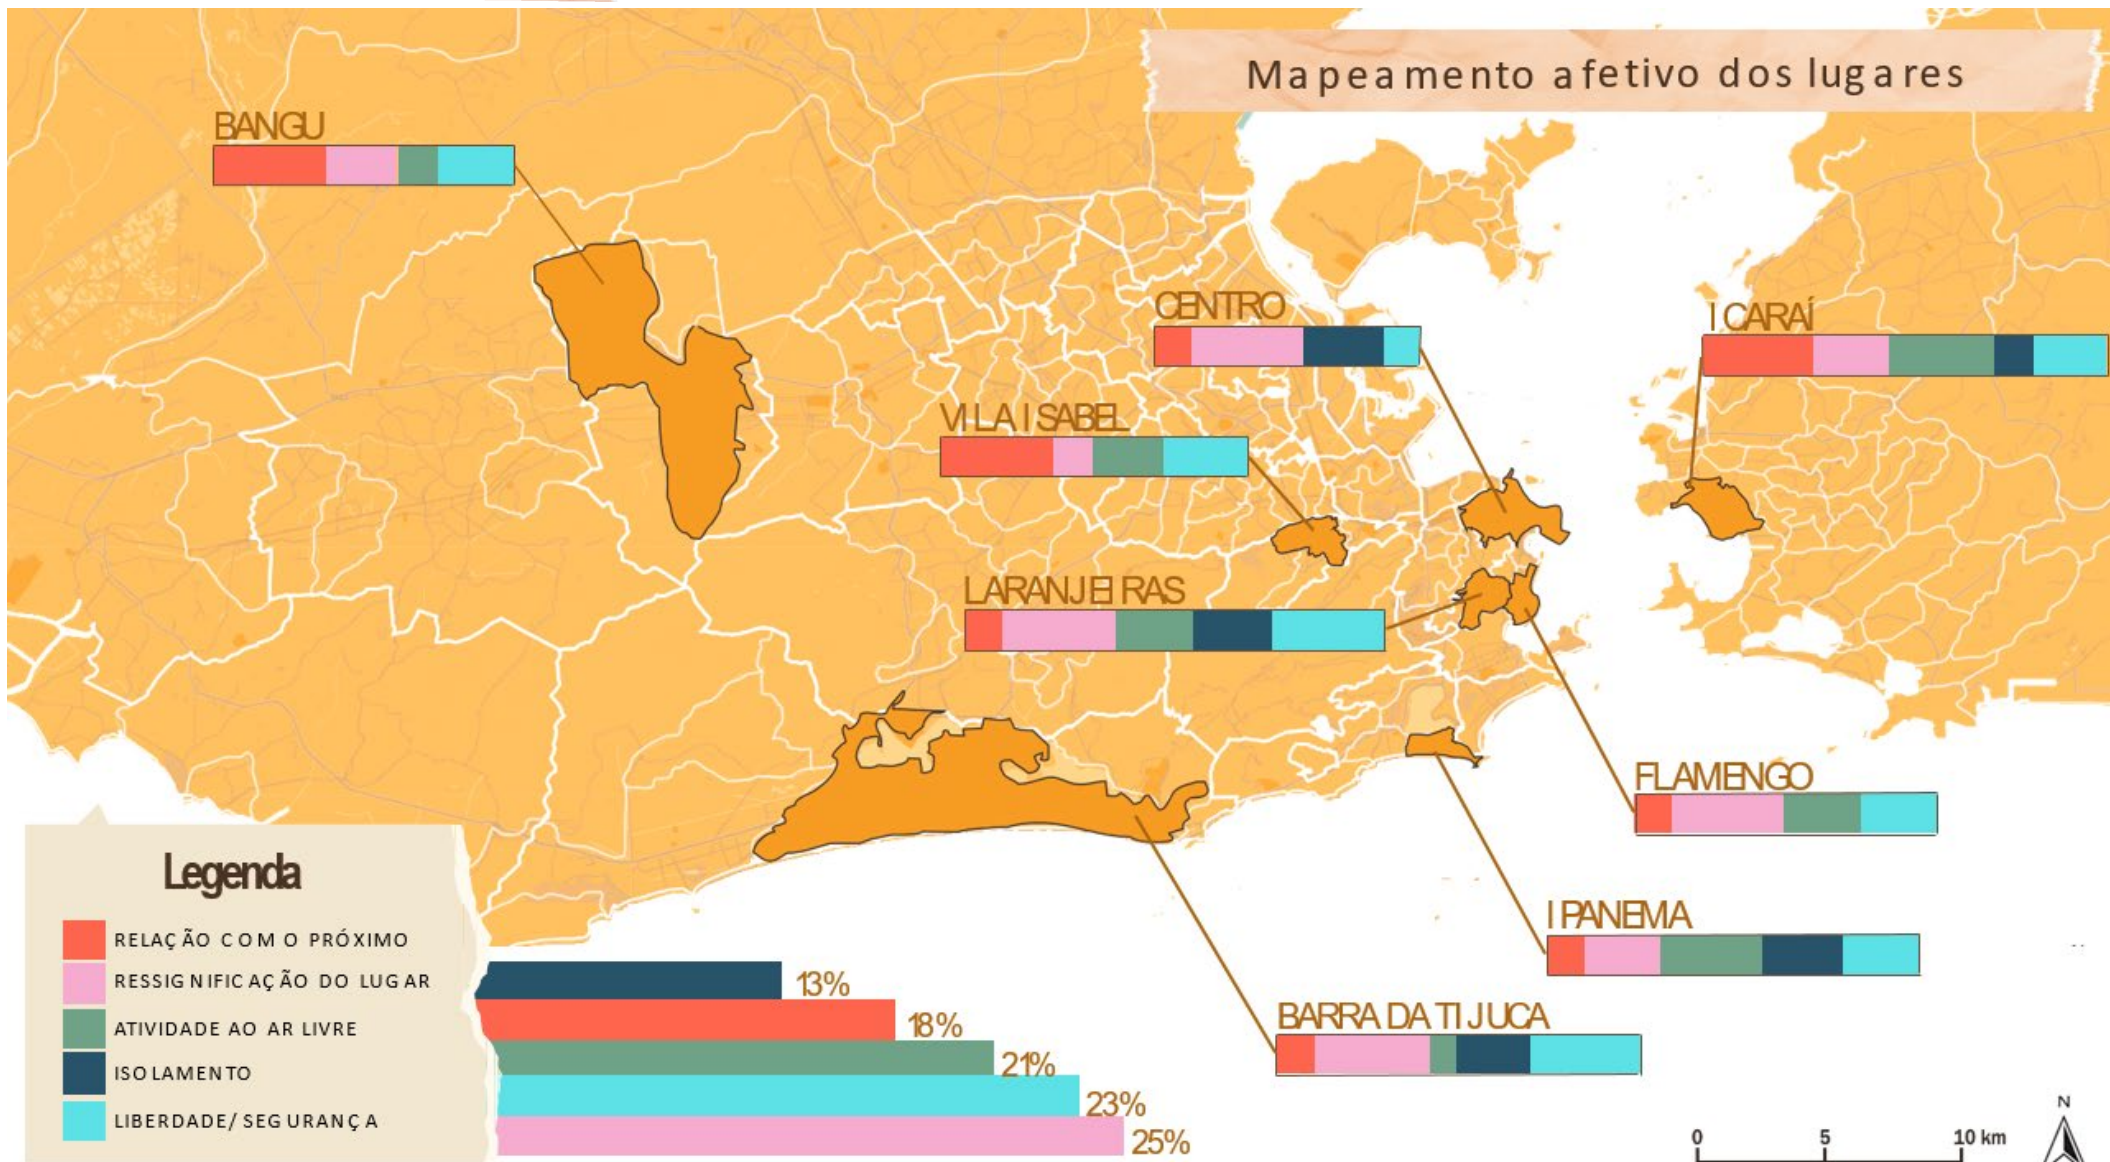 Mapeamento afetivo dos lugares
BANGU
CENTRO
ICARAÍ
VILA ISABEL
LARANJEIRAS
FLAMENGO
IPANEMA
BARRA DA TIJUCA
Legenda
RELAÇÃO COM O PRÓXIMO
RESSIGNIFICAÇÃO DO LUGAR
ATIVIDADE AO AR LIVRE
ISOLAMENTO
LIBERDADE/SEGURANÇA
13%
18%
21%
23%
25%
N
0 5 10 km